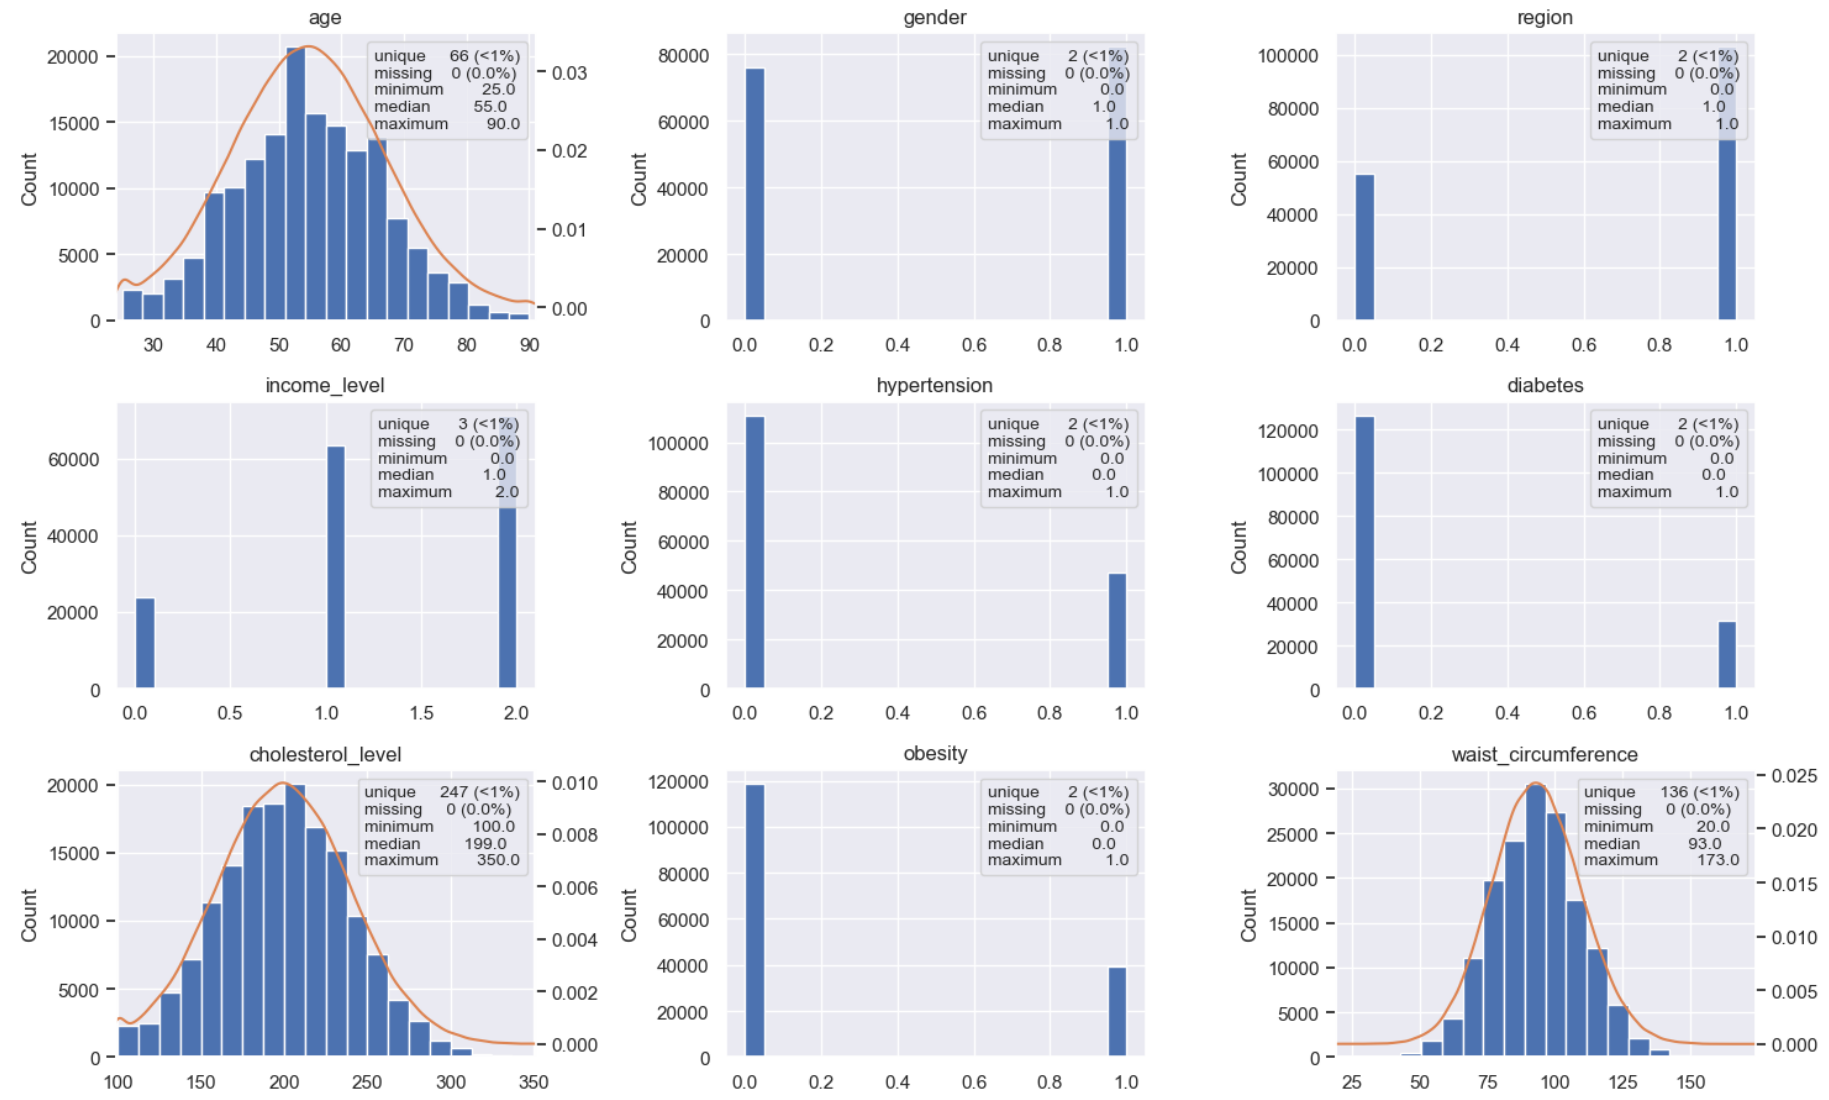 age
20000
15000
10000
5000
0
Count
0.03
0.02
0.01
0.00
30 40 50 60 70 80 90
unique 66 (<1%)
missing 0 (0.0%)
minimum 25.0
median 55.0
maximum 90.0
gender
80000
60000
40000
20000
0
Count
0.0 0.2 0.4 0.6 0.8 1.0
unique 2 (<1%)
missing 0 (0.0%)
minimum 0.0
median 1.0
maximum 1.0
region
100000
80000
60000
40000
20000
0
Count
0.0 0.2 0.4 0.6 0.8 1.0
unique 2 (<1%)
missing 0 (0.0%)
minimum 0.0
median 1.0
maximum 1.0
income_level
60000
40000
20000
0
Count
0.0 0.5 1.0 1.5 2.0
unique 3 (<1%)
missing 0 (0.0%)
minimum 0.0
median 1.0
maximum 2.0
hypertension
100000
80000
60000
40000
20000
0
Count
0.0 0.2 0.4 0.6 0.8 1.0
unique 2 (<1%)
missing 0 (0.0%)
minimum 0.0
median 0.0
maximum 1.0
diabetes
120000
100000
80000
60000
40000
20000
0
Count
0.0 0.2 0.4 0.6 0.8 1.0
unique 2 (<1%)
missing 0 (0.0%)
minimum 0.0
median 0.0
maximum 1.0
cholesterol_level
20000
15000
10000
5000
0
Count
0.010
0.008
0.006
0.004
0.002
0.000
100 150 200 250 300 350
unique 247 (<1%)
missing 0 (0.0%)
minimum 100.0
median 199.0
maximum 350.0
obesity
120000
100000
80000
60000
40000
20000
0
Count
0.0 0.2 0.4 0.6 0.8 1.0
unique 2 (<1%)
missing 0 (0.0%)
minimum 0.0
median 0.0
maximum 1.0
waist_circumference
30000
25000
20000
15000
10000
5000
0
Count
0.025
0.020
0.015
0.010
0.005
0.000
25 50 75 100 125 150
unique 136 (<1%)
missing 0 (0.0%)
minimum 20.0
median 93.0
maximum 173.0